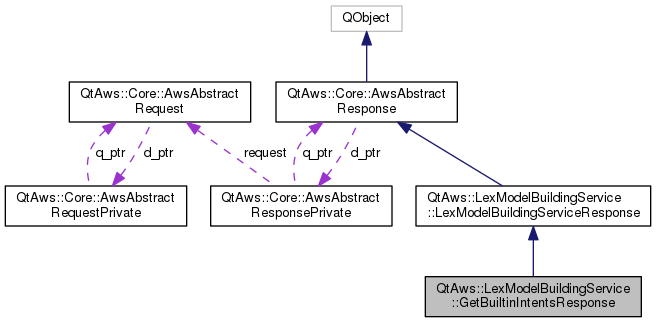 QObject
QtAws::Core::AwsAbstract
Request
QtAws::Core::AwsAbstract
Response
q_ptr
d_ptr
request
q_ptr
d_ptr
QtAws::Core::AwsAbstract
RequestPrivate
QtAws::Core::AwsAbstract
ResponsePrivate
QtAws::LexModelBuildingService
::LexModelBuildingServiceResponse
QtAws::LexModelBuildingService
::GetBuiltinIntentsResponse